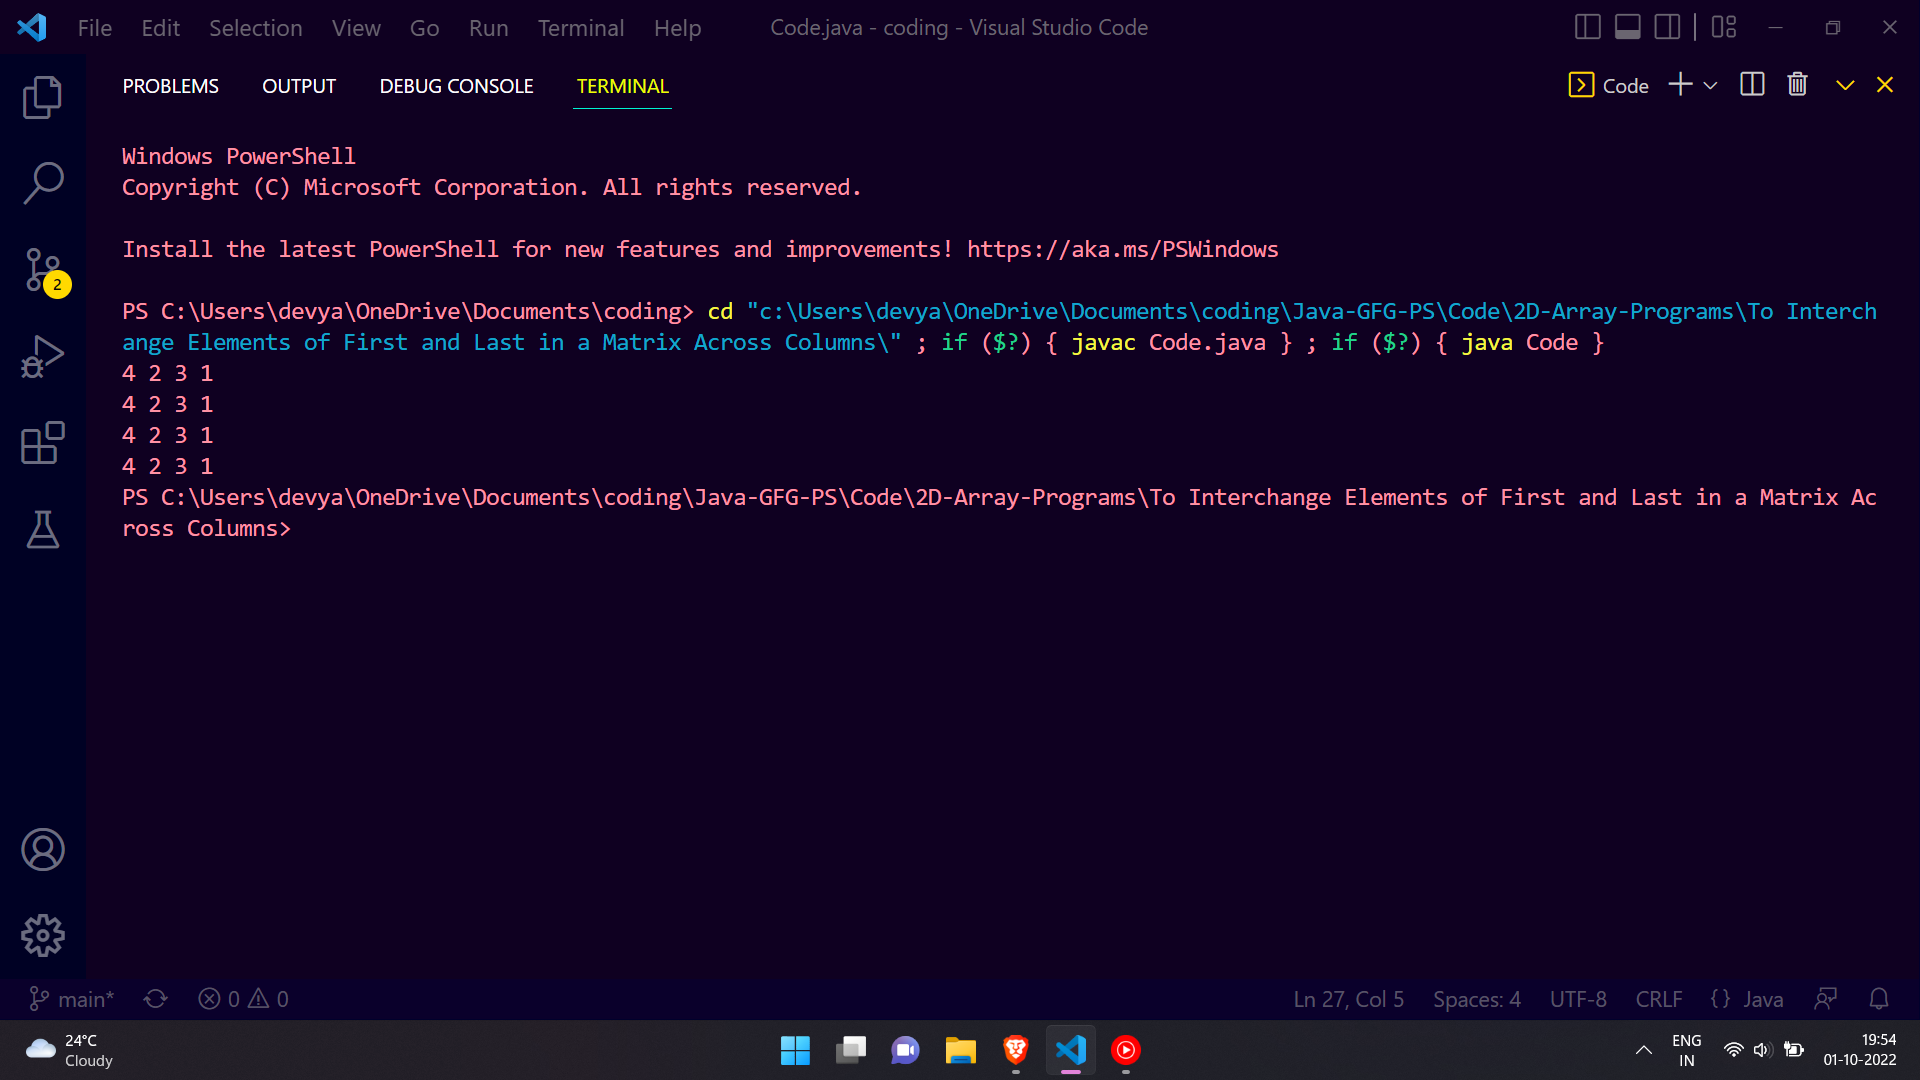 File Edit Selection View Go Run Terminal Help Code.java - coding - Visual Studio Code
PROBLEMS OUTPUT DEBUG CONSOLE TERMINAL Code
Windows PowerShell
Copyright (C) Microsoft Corporation. All rights reserved.
Install the latest PowerShell for new features and improvements! https://aka.ms/PSWindows
2
PS C:\Users\devya\OneDrive\Documents\coding> cd "c:\Users\devya\OneDrive\Documents\coding\Java-GFG-PS\Code\2D-Array-Programs\To Interch
ange Elements of First and Last in a Matrix Across Columns\" ; if ($?) { javac Code.java } ; if ($?) { java Code }
4 2 3 1
4 2 3 1
4 2 3 1
4 2 3 1
PS C:\Users\devya\OneDrive\Documents\coding\Java-GFG-PS\Code\2D-Array-Programs\To Interchange Elements of First and Last in a Matrix Ac
ross Columns>
main* 0 0 Ln 27, Col 5 Spaces: 4 UTF-8 CRLF {} Java
24°C
Cloudy
ENG
IN
19:54
01-10-2022